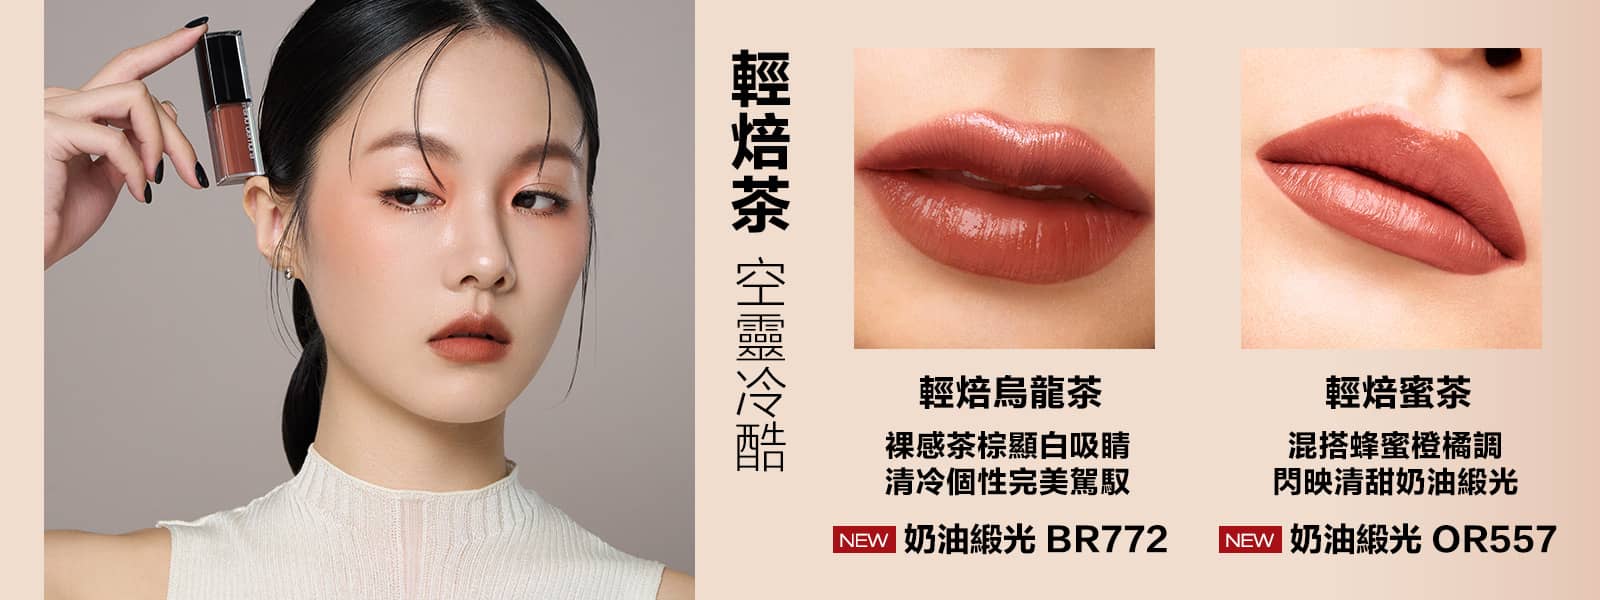 輕焙茶
空靈冷酷
輕焙烏龍茶
裸感茶棕顯白吸睛
清冷個性完美駕馭
NEW 奶油緞光 BR772
輕焙蜜茶
混搭蜂蜜橙橘調
閃映清甜奶油緞光
NEW 奶油緞光 OR557